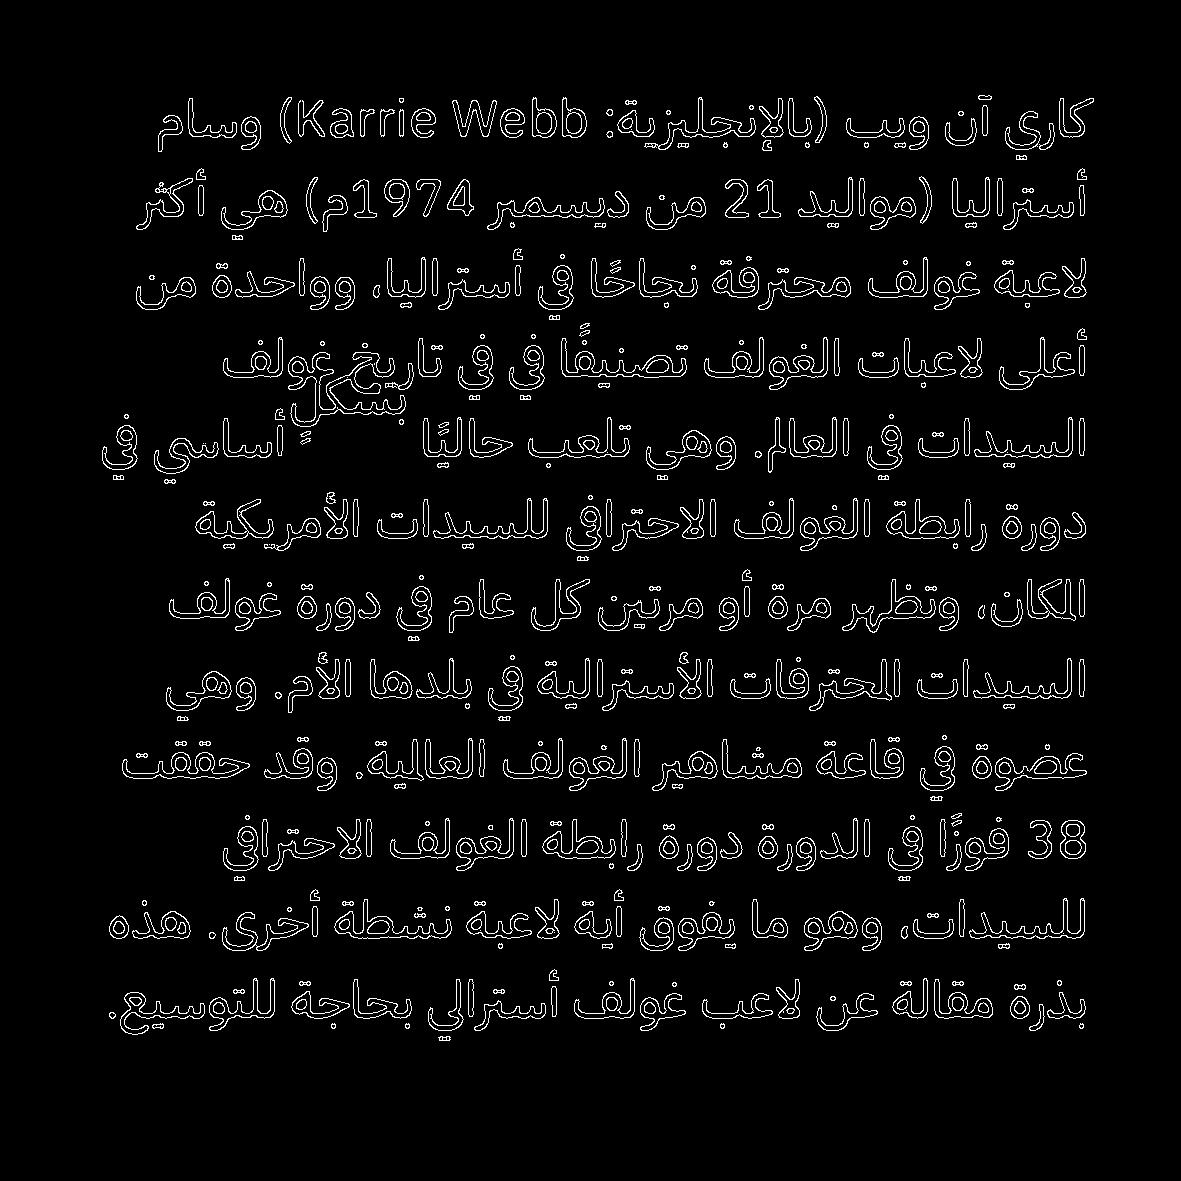 كاري آن ويب (بالإنجليزية: Karrie Webb) وسام
أستراليا (مواليد 21 من ديسمبر 1974م) هي أكثر
لاعبة غولف محترفة نجاحًا في أستراليا، وواحدة من
أعلى لاعبات الغولف تصنيفًا في في تاريخ غولف
السيدات في العالم. وهي تلعب حاليًا بشكلٍ أساسي في
دورة رابطة الغولف الاحترافي للسيدات الأمريكية
المكان، وتظهر مرة أو مرتين كل عام في دورة غولف
السيدات المحترفات الأسترالية في بلدها الأم. وهي
عضوة في قاعة مشاهير الغولف العالمية. وقد حققت
38 فوزًا في الدورة دورة رابطة الغولف الاحترافي
للسيدات، وهو ما يفوق أية لاعبة نشطة أخرى. هذه
بذرة مقالة عن لاعب غولف أسترالي بحاجة للتوسيع.